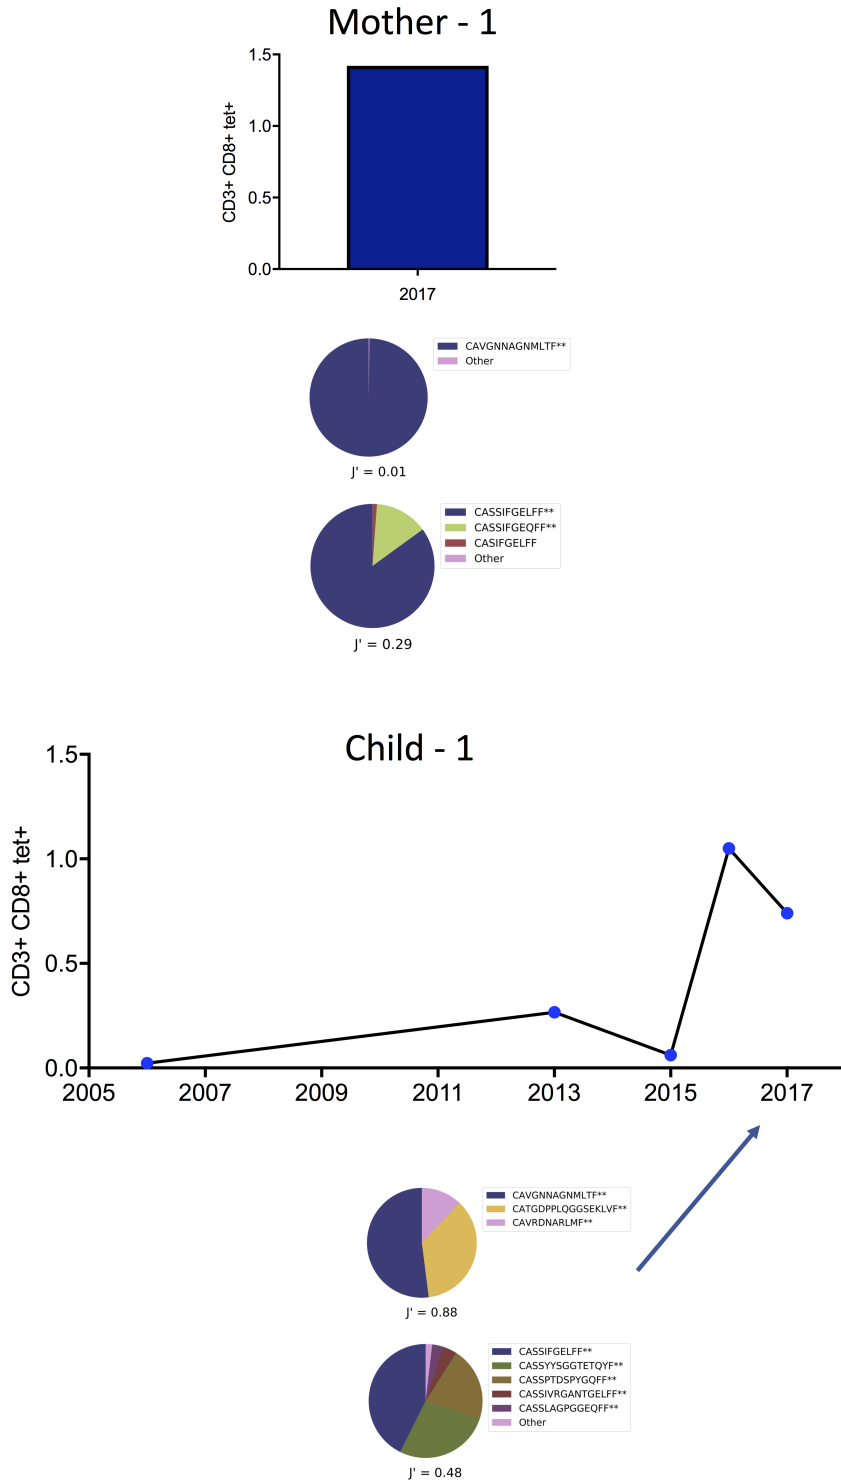 Mother - 1
1.5
1.0
0.5
0.0
CD3+ CD8+ tet+
2017
CAVGNNAGNMLTF**
Other
J' = 0.01
CASSIFGELFF**
CASSIFGEQFF**
CASIFGELFF
Other
J' = 0.29
Child - 1
1.5
1.0
0.5
0.0
CD3+ CD8+ tet+
2005 2007 2009 2011 2013 2015 2017
CAVGNNAGNMLTF**
CATGDPPLQGGSEKLVF**
CAVRDNARLMF**
J' = 0.88
CASSIFGELFF**
CASSYYSGGTETQYF**
CASSPTDSPYGQFF**
CASSIVRGANTGELFF**
CASSLAGPGGEQFF**
Other
J' = 0.48